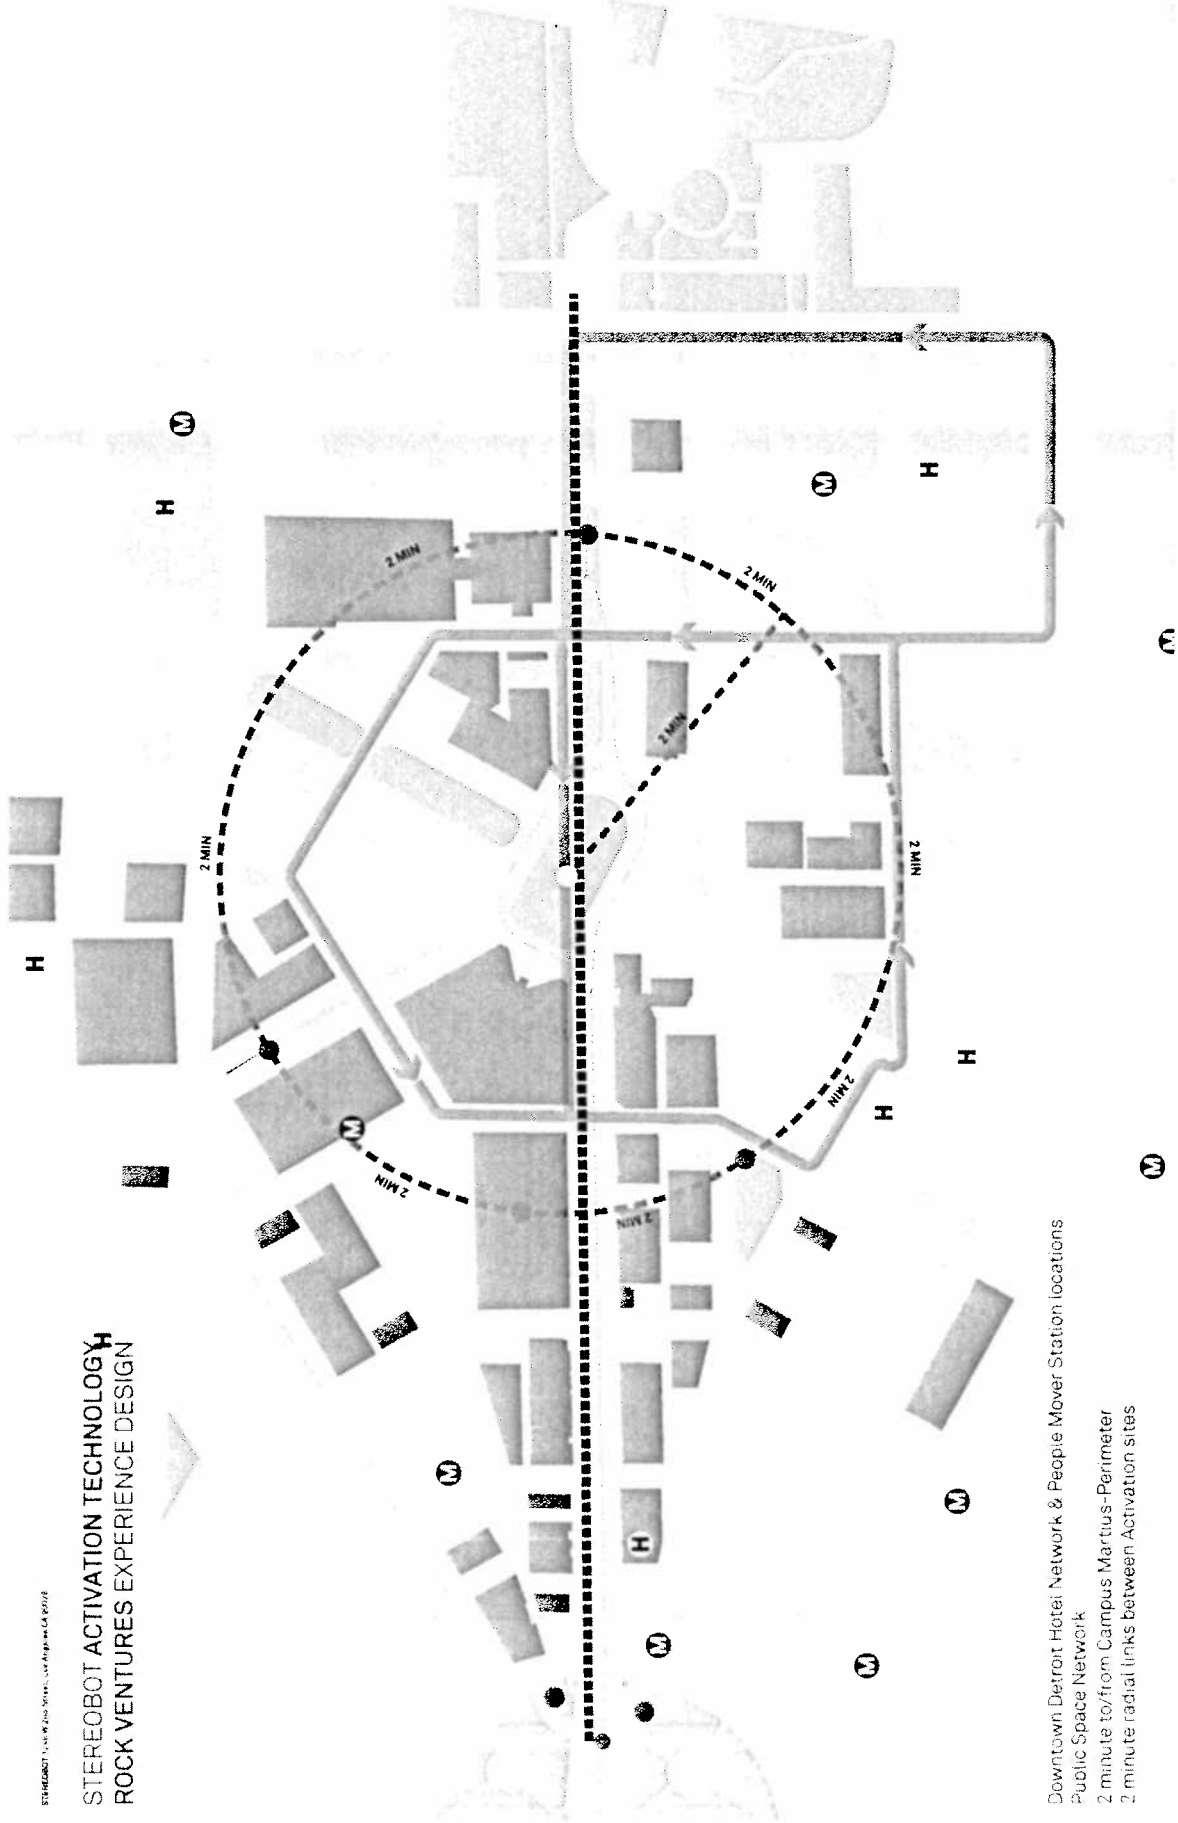 STEREOBOT ACTIVATION TECHNOLOGY
ROCK VENTURES EXPERIENCE DESIGN
H
H
H
H
H
H
H
M
M
M
M
M
M
M
M
M
2 MIN
2 MIN
2 MIN
2 MIN
2 MIN
2 MIN
2 MIN
2 MIN
Downtown Detroit Hotel Network & People Mover Station locations
Public Space Network
2 minute to/from Campus Martius-Perimeter
2 minute radial links between Activation sites